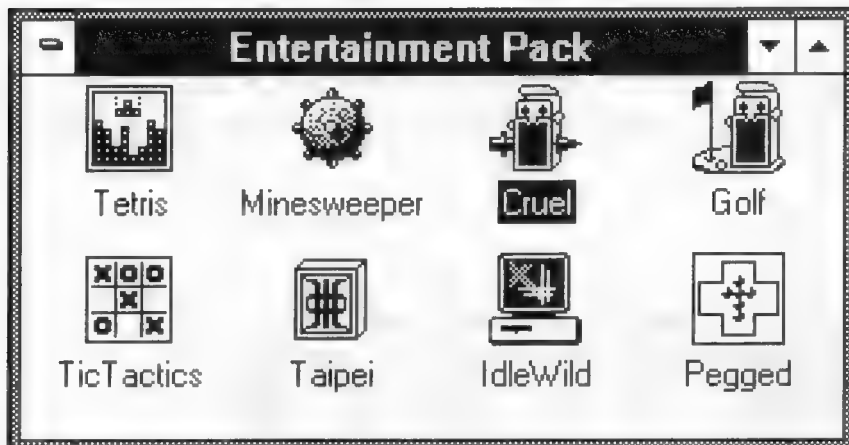 Entertainment Pack
Tetris Minesweeper Cruel Golf
TicTactics Taipei IdleWild Pegged